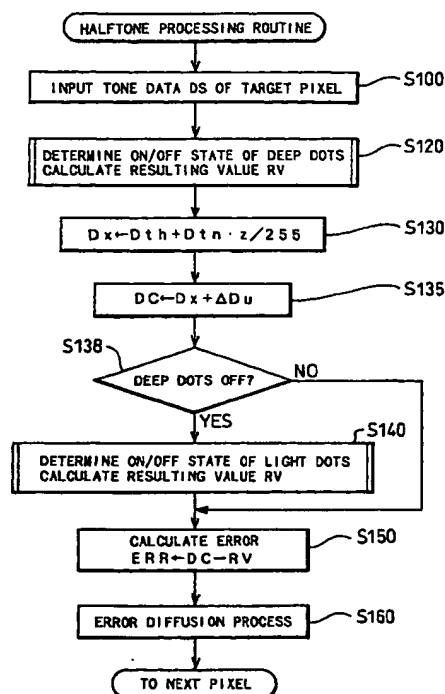 HALFTONE PROCESSING ROUTINE
S100
INPUT TONE DATA DS OF TARGET PIXEL
S120
DETERMINE ON/OFF STATE OF DEEP DOTS
CALCULATE RESULTING VALUE RV
S130
Dx←Dth+Dtn·z/255
S135
DC←Dx+ΔDu
S138
DEEP DOTS OFF?
NO
YES
S140
DETERMINE ON/OFF STATE OF LIGHT DOTS
CALCULATE RESULTING VALUE RV
CALCULATE ERROR
ERR←DC−RV
S150
ERROR DIFFUSION PROCESS
S160
TO NEXT PIXEL